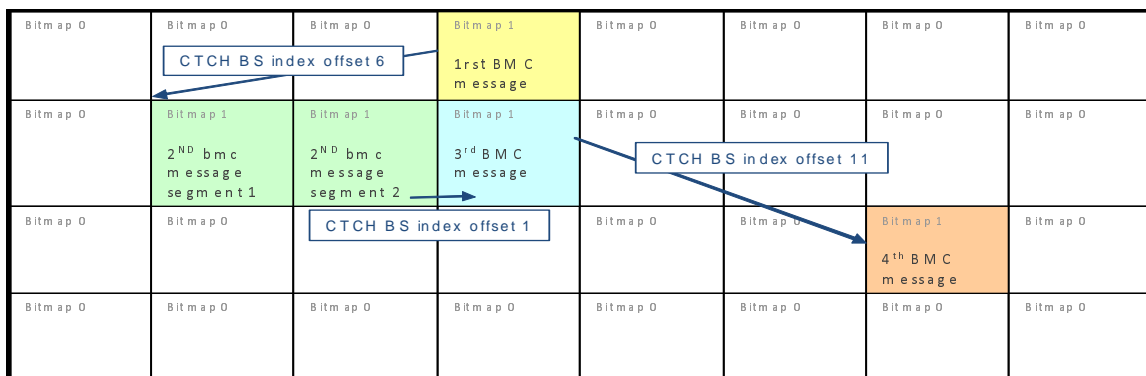 Bitmap 0
Bitmap 0
Bitmap 0
Bitmap 1
Bitmap 0
Bitmap 0
Bitmap 0
Bitmap 0
CTCH BS index offset 6
1rst BMC
message
Bitmap 0
Bitmap 1
Bitmap 1
Bitmap 1
Bitmap 0
Bitmap 0
Bitmap 0
Bitmap 0
2ND bmc
message
segment 1
2ND bmc
message
segment 2
3rd BMC
message
CTCH BS index offset 11
Bitmap 0
Bitmap 0
Bitmap 0
Bitmap 0
Bitmap 0
Bitmap 0
Bitmap 1
Bitmap 0
CTCH BS index offset 1
4th BMC
message
Bitmap 0
Bitmap 0
Bitmap 0
Bitmap 0
Bitmap 0
Bitmap 0
Bitmap 0
Bitmap 0